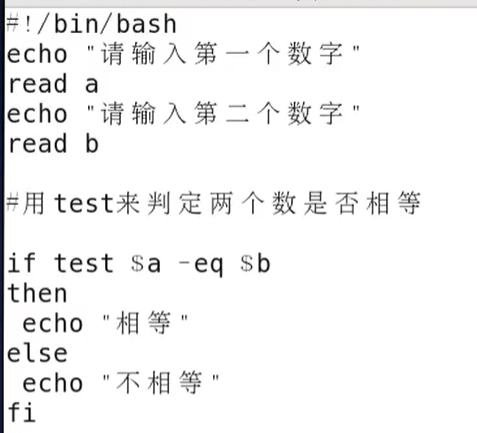 #!/bin/bash
echo "请输入第一个数字"
read a
echo "请输入第二个数字"
read b
#用test来判定两个数是否相等
if test $a -eq $b
then
 echo "相等"
else
 echo "不相等"
fi